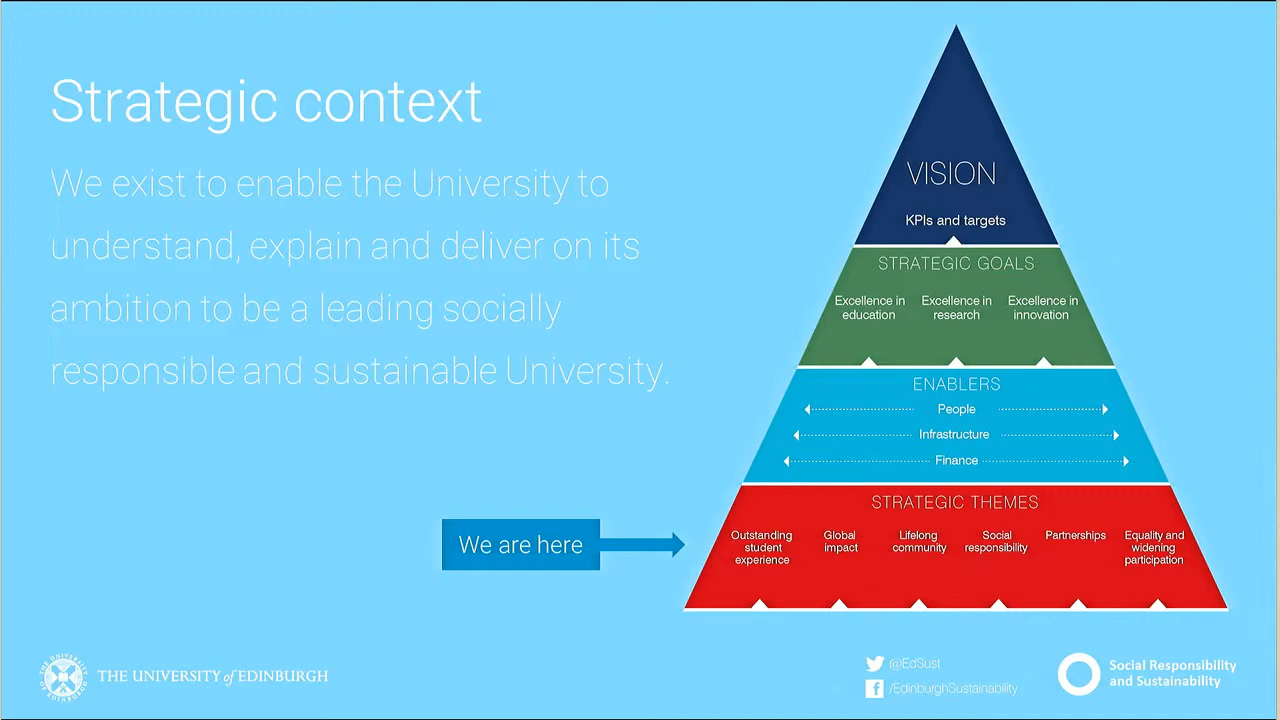 Strategic context
We exist to enable the University to
understand, explain and deliver on its
ambition to be a leading socially
responsible and sustainable University.
VISION
KPIs and targets
STRATEGIC GOALS
Excellence in education
Excellence in research
Excellence in innovation
ENABLERS
People
Infrastructure
Finance
We are here
STRATEGIC THEMES
Outstanding student experience
Global impact
Lifelong community
Social responsibility
Partnerships
Equality and widening participation
THE UNIVERSITY of EDINBURGH
@EdSust
/EdinburghSustainability
Social Responsibility
and Sustainability